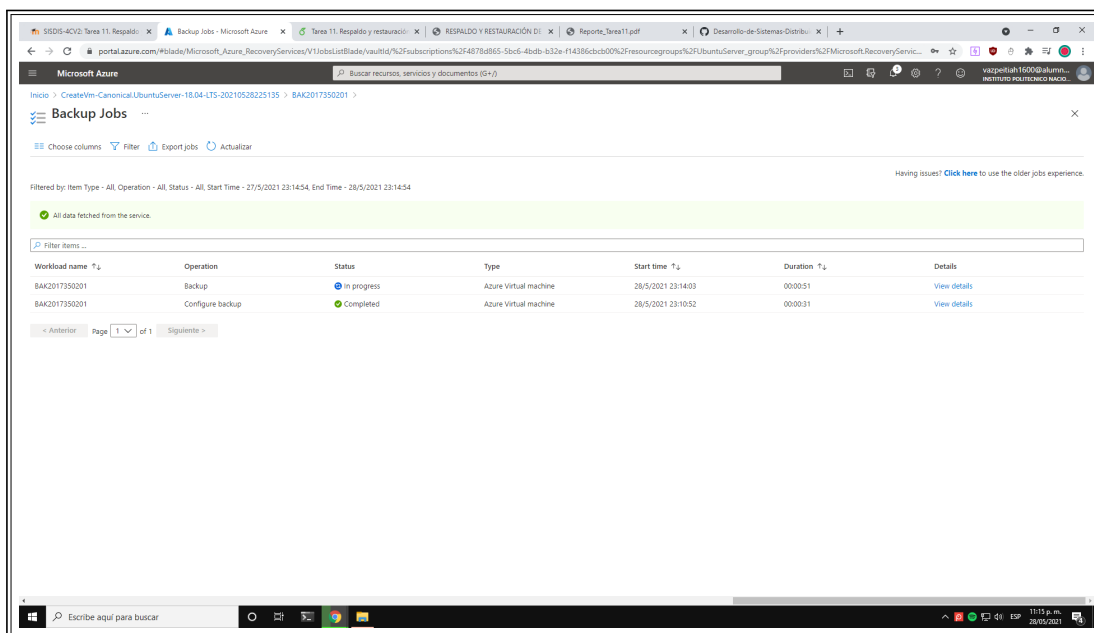 SISDIS-4CV2: Tarea 11. Respaldo
Backup Jobs - Microsoft Azure
Tarea 11. Respaldo y restauración
RESPALDO Y RESTAURACIÓN DE
Reporte_Tarea11.pdf
Desarrollo-de-Sistemas-Distribu
portal.azure.com/#blade/Microsoft_Azure_RecoveryServices/V1JobsListBlade/vaultId/%2Fsubscriptions%2F4878d865-5bc6-4bdb-b32e-f14386cbcb00%2Fresourcegroups%2FUbuntuServer_group%2Fproviders%2FMicrosoft.RecoveryServic...
Microsoft Azure
Buscar recursos, servicios y documentos (G+/)
vazpeitiah1600@alumn...
INSTITUTO POLITECNICO NACIO...
Inicio > CreateVm-Canonical.UbuntuServer-18.04-LTS-20210528225135 > BAK2017350201 >
Backup Jobs ...
Choose columns Filter Export jobs Actualizar
Having issues? Click here to use the older jobs experience.
Filtered by: Item Type - All, Operation - All, Status - All, Start Time - 27/5/2021 23:14:54, End Time - 28/5/2021 23:14:54
All data fetched from the service.
Filter items ...
Workload name Operation Status Type Start time Duration Details
BAK2017350201 Backup In progress Azure Virtual machine 28/5/2021 23:14:03 00:00:51 View details
BAK2017350201 Configure backup Completed Azure Virtual machine 28/5/2021 23:10:52 00:00:31 View details
< Anterior Page 1 of 1 Siguiente >
Escribe aquí para buscar
ESP
11:15 p. m.
28/05/2021